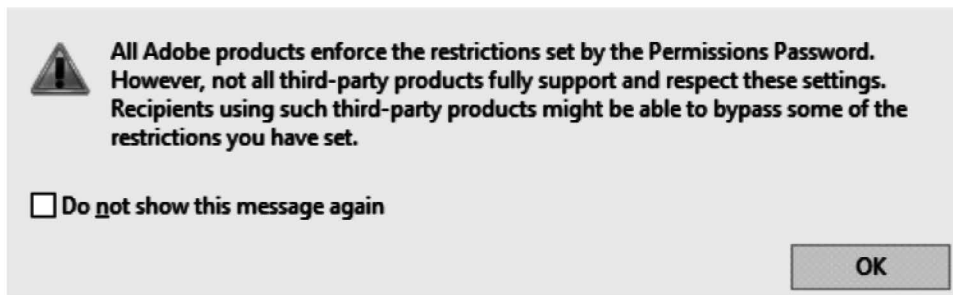 All Adobe products enforce the restrictions set by the Permissions Password.
However, not all third-party products fully support and respect these settings.
Recipients using such third-party products might be able to bypass some of the
restrictions you have set.
Do not show this message again
OK